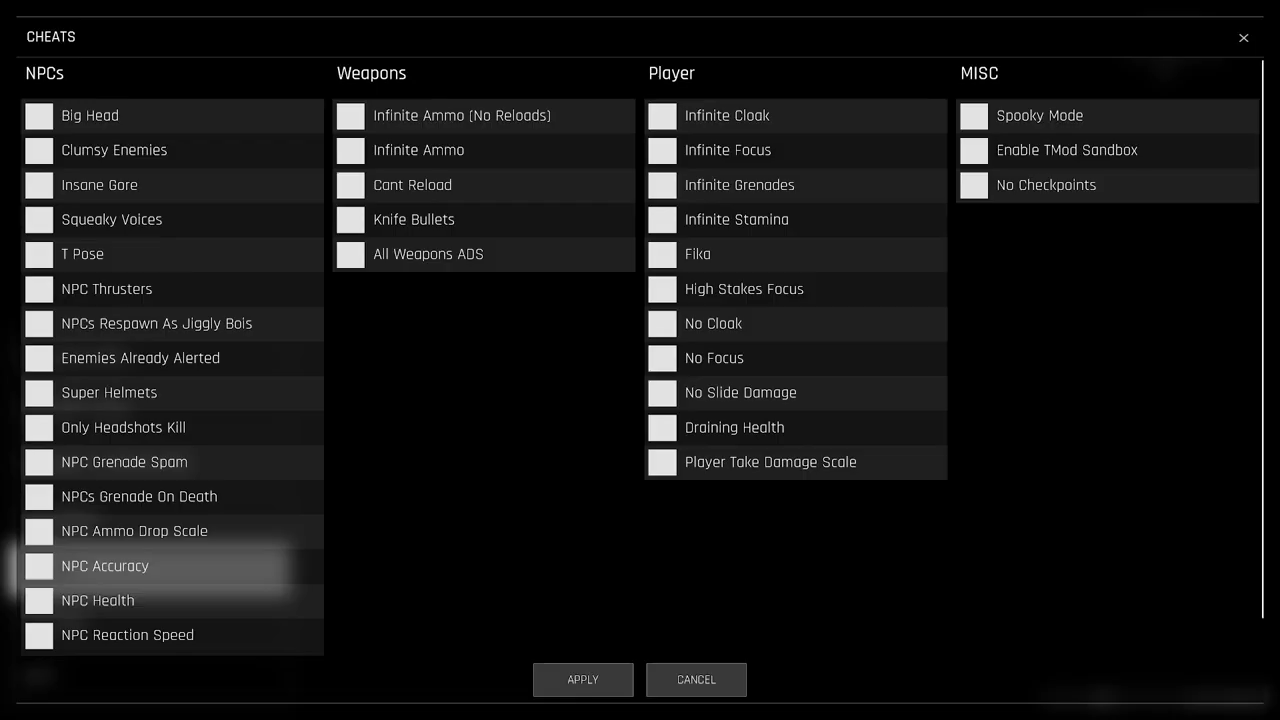 CHEATS
×
NPCs
Big Head
Clumsy Enemies
Insane Gore
Squeaky Voices
T Pose
NPC Thrusters
NPCs Respawn As Jiggly Bois
Enemies Already Alerted
Super Helmets
Only Headshots Kill
NPC Grenade Spam
NPCs Grenade On Death
NPC Ammo Drop Scale
NPC Accuracy
NPC Health
NPC Reaction Speed
Weapons
Infinite Ammo (No Reloads)
Infinite Ammo
Cant Reload
Knife Bullets
All Weapons ADS
Player
Infinite Cloak
Infinite Focus
Infinite Grenades
Infinite Stamina
Fika
High Stakes Focus
No Cloak
No Focus
No Slide Damage
Draining Health
Player Take Damage Scale
MISC
Spooky Mode
Enable TMod Sandbox
No Checkpoints
APPLY
CANCEL